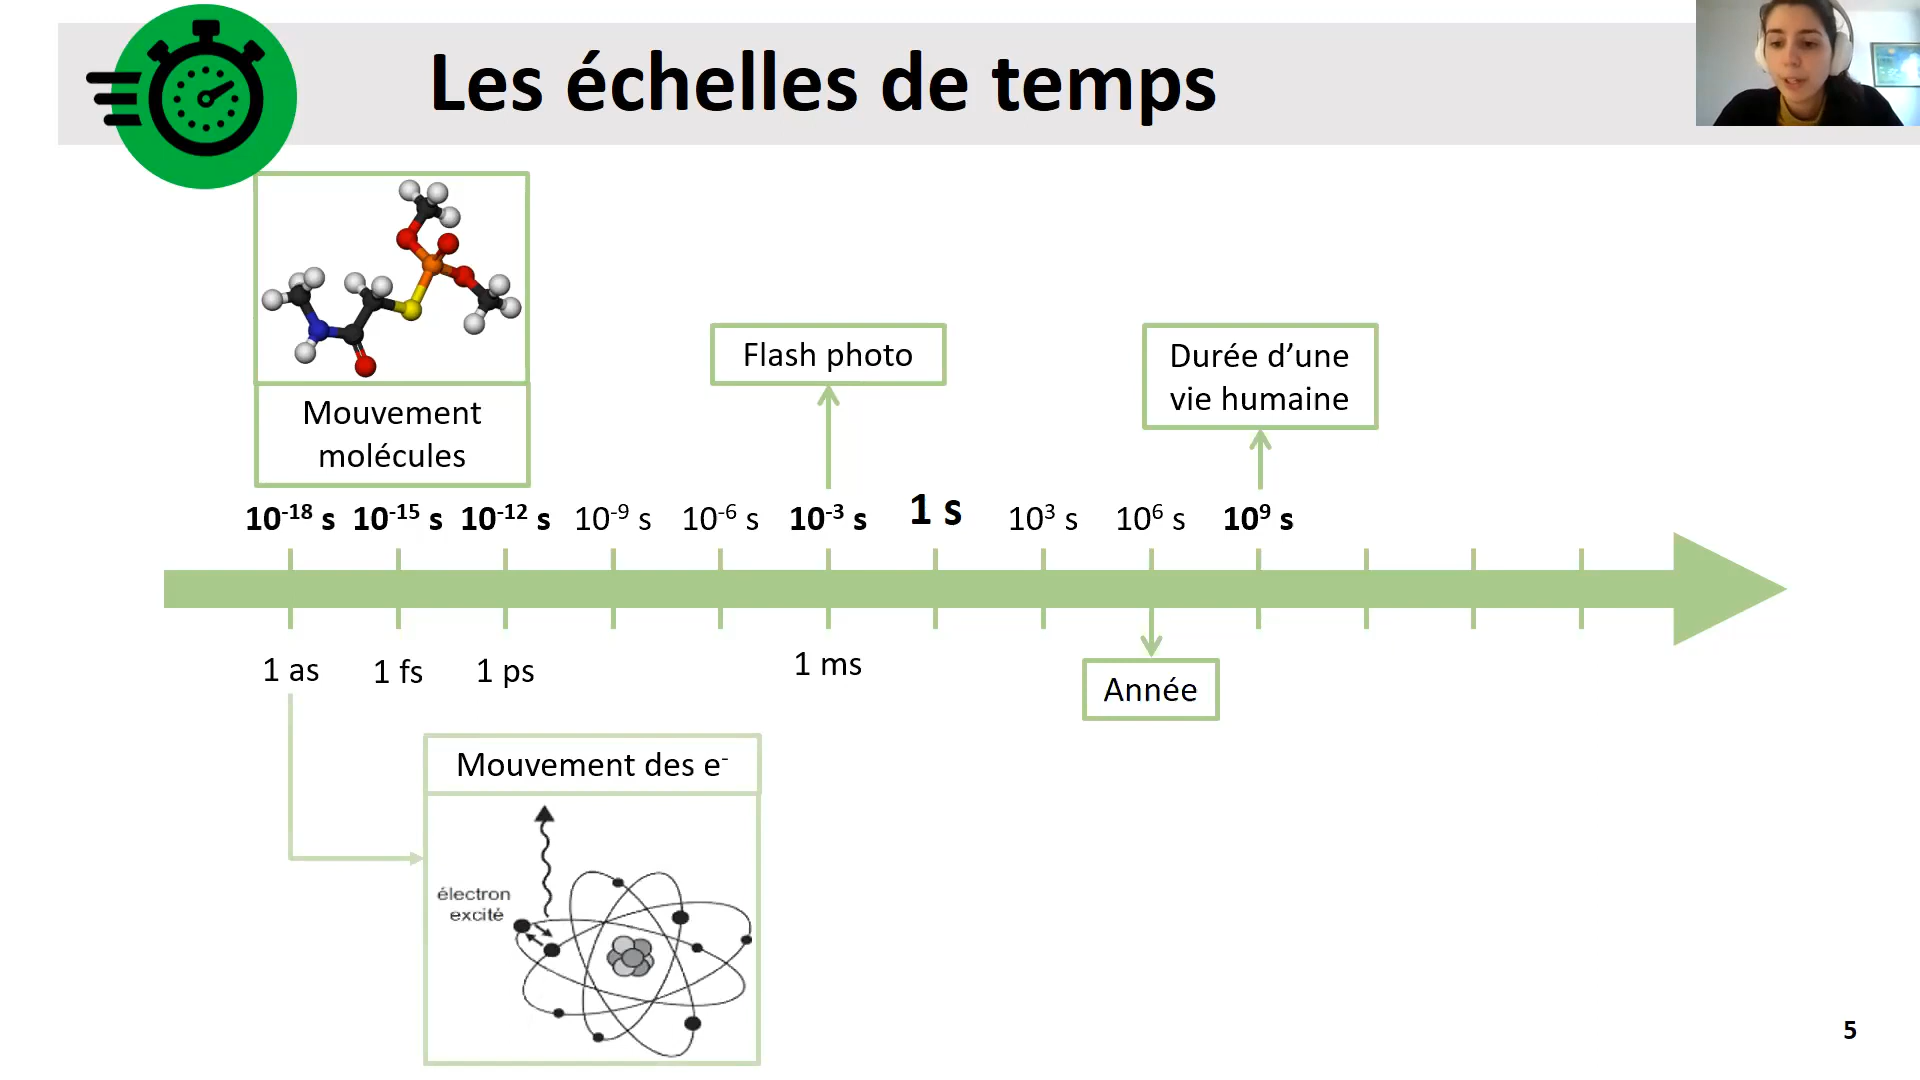 Les échelles de temps
Mouvement
molécules
Flash photo
Durée d’une
vie humaine
10⁻¹⁸ s 10⁻¹⁵ s 10⁻¹² s 10⁻⁹ s 10⁻⁶ s 10⁻³ s 1 s 10³ s 10⁶ s 10⁹ s
1 as 1 fs 1 ps 1 ms
Année
Mouvement des e⁻
électron
excité
5